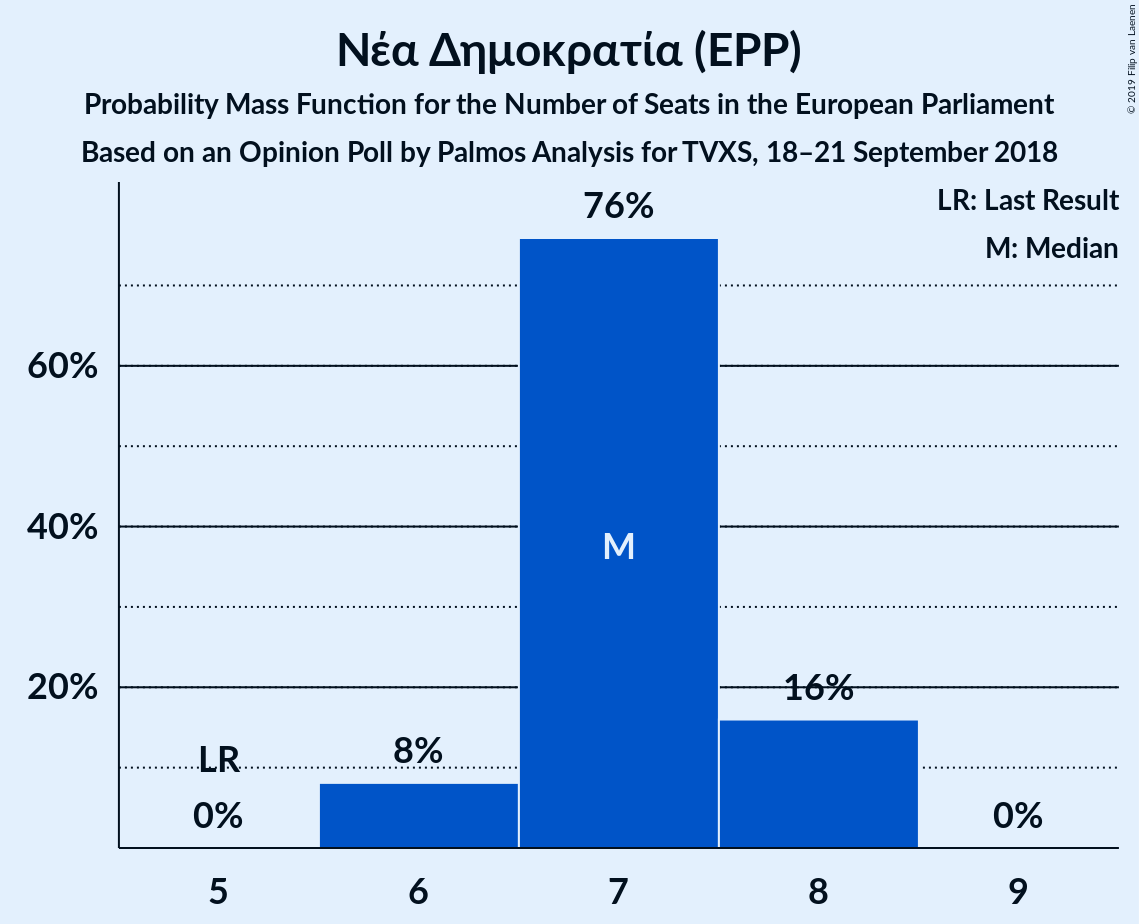 Νέα Δημοκρατία (EPP)
Probability Mass Function for the Number of Seats in the European Parliament
Based on an Opinion Poll by Palmos Analysis for TVXS, 18–21 September 2018
© 2019 Filip van Laenen
LR: Last Result
M: Median
76%
60%
40%
M
20%
16%
LR
8%
0%
0%
5 6 7 8 9